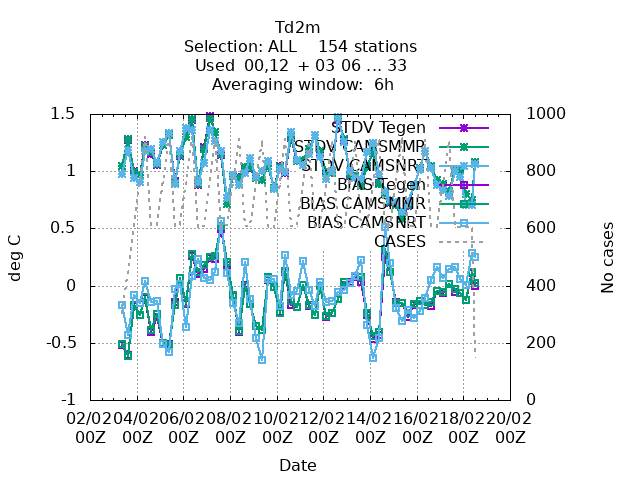 Td2m
Selection: ALL    154 stations
Used  00,12  + 03 06 ... 33
Averaging window:  6h
1.5
1
0.5
0
-0.5
-1
deg C
1000
800
600
400
200
0
No cases
STDV Tegen
STDV CAMSMMR
STDV CAMSNRT
BIAS Tegen
BIAS CAMSMMR
BIAS CAMSNRT
CASES
02/02 04/02 06/02 08/02 10/02 12/02 14/02 16/02 18/02 20/02
00Z 00Z 00Z 00Z 00Z 00Z 00Z 00Z 00Z 00Z
Date